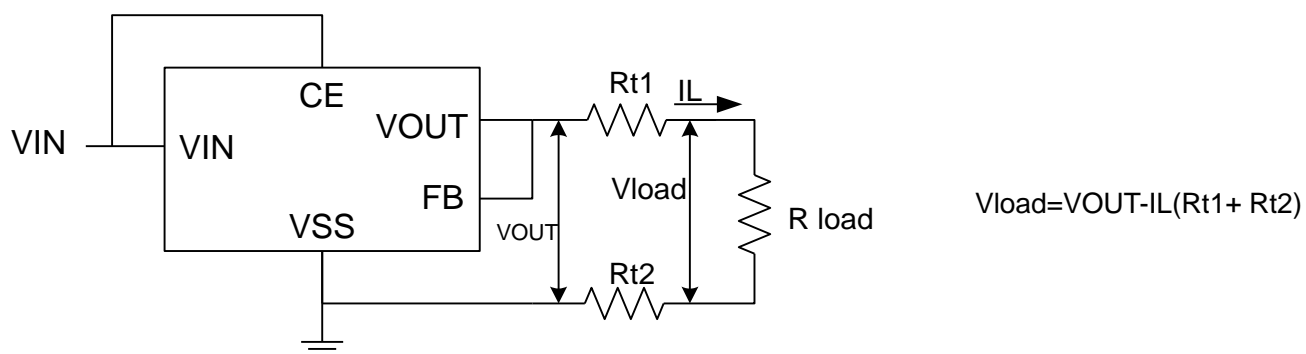 CE
Rt1
IL
VOUT
VIN
VIN
Vload
FB
Vload=VOUT-IL(Rt1+ Rt2)
R load
VSS
VOUT
Rt2